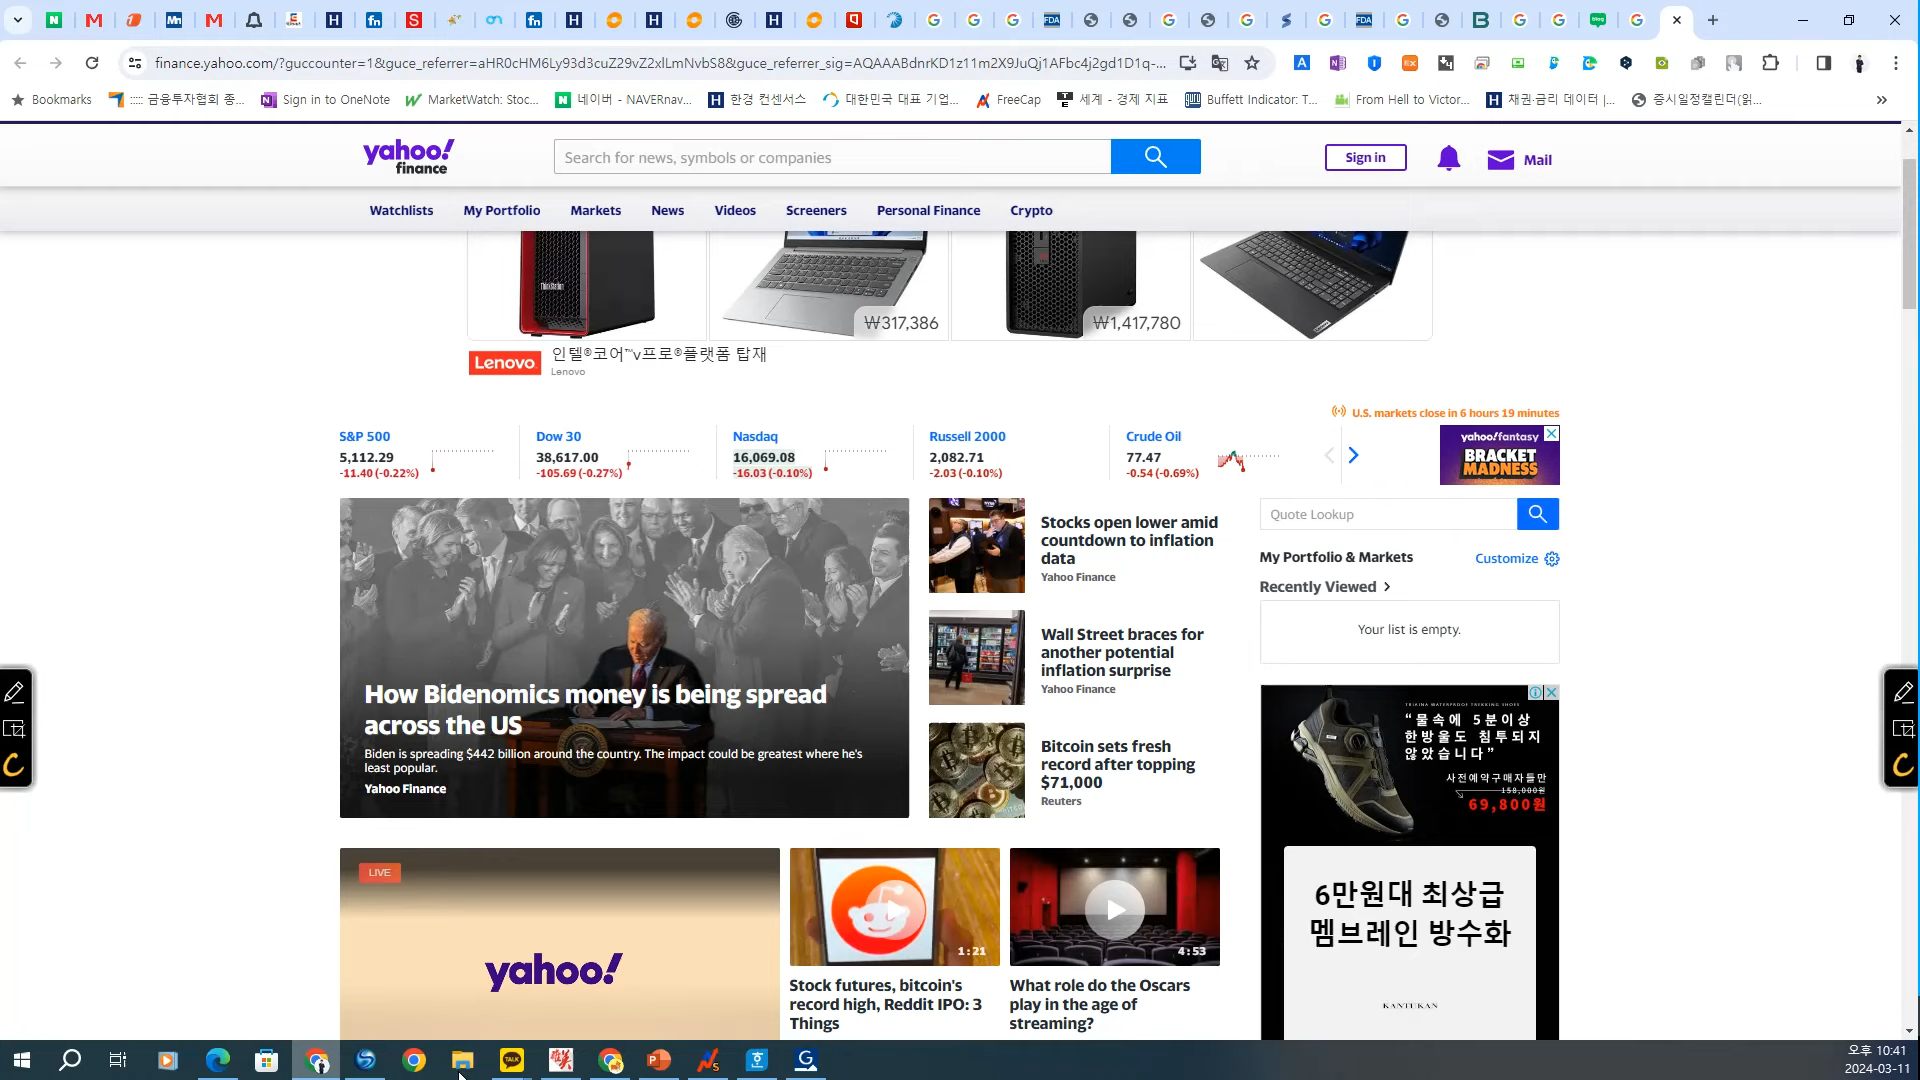 finance.yahoo.com/?guccounter=1&guce_referrer=aHR0cHM6Ly93d3cuZ29vZ2xlLmNvbS8&guce_referrer_sig=AQAAABdnrKD1z11m2X9JuQj1AFbc4j2gd1D1q-...
Bookmarks
::::: 금융투자협회 종...
Sign in to OneNote
MarketWatch: Stoc...
네이버 - NAVERnav...
한경 컨센서스
대한민국 대표 기업...
FreeCap
세계 - 경제 지표
Buffett Indicator: T...
From Hell to Victor...
채권·금리 데이터 |...
증시일정캘린더(읽...
yahoo!
finance
Search for news, symbols or companies
Sign in
Mail
Watchlists
My Portfolio
Markets
News
Videos
Screeners
Personal Finance
Crypto
ThinkStation
₩317,386
₩1,417,780
Lenovo
인텔®코어™v프로®플랫폼 탑재
Lenovo
U.S. markets close in 6 hours 19 minutes
S&P 500
5,112.29
-11.40 (-0.22%)
Dow 30
38,617.00
-105.69 (-0.27%)
Nasdaq
16,069.08
-16.03 (-0.10%)
Russell 2000
2,082.71
-2.03 (-0.10%)
Crude Oil
77.47
-0.54 (-0.69%)
yahoo!fantasy
BRACKET
MADNESS
How Bidenomics money is being spread
across the US
Biden is spreading $442 billion around the country. The impact could be greatest where he's
least popular.
Yahoo Finance
Stocks open lower amid
countdown to inflation
data
Yahoo Finance
Wall Street braces for
another potential
inflation surprise
Yahoo Finance
Bitcoin sets fresh
record after topping
$71,000
Reuters
Quote Lookup
My Portfolio & Markets
Customize
Recently Viewed
Your list is empty.
TRIAINA WATERPROOF TREKKING SHOES
“물속에 5분이상
한방울도 침투되지
않았습니다”
사전예약구매자들만
158,000원
69,800원
6만원대 최상급
멤브레인 방수화
KANTUKAN
LIVE
yahoo!
1:21
Stock futures, bitcoin's
record high, Reddit IPO: 3
Things
4:53
What role do the Oscars
play in the age of
streaming?
TALK
오후 10:41
2024-03-11